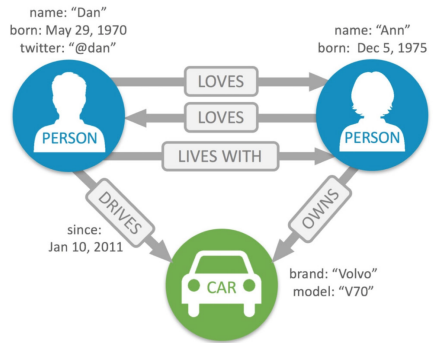 name: “Dan”
born: May 29, 1970
twitter: “@dan”
name: “Ann”
born:  Dec 5, 1975
LOVES
LOVES
PERSON
PERSON
LIVES WITH
DRIVES
OWNS
since:
Jan 10, 2011
CAR
brand: “Volvo”
model: “V70”